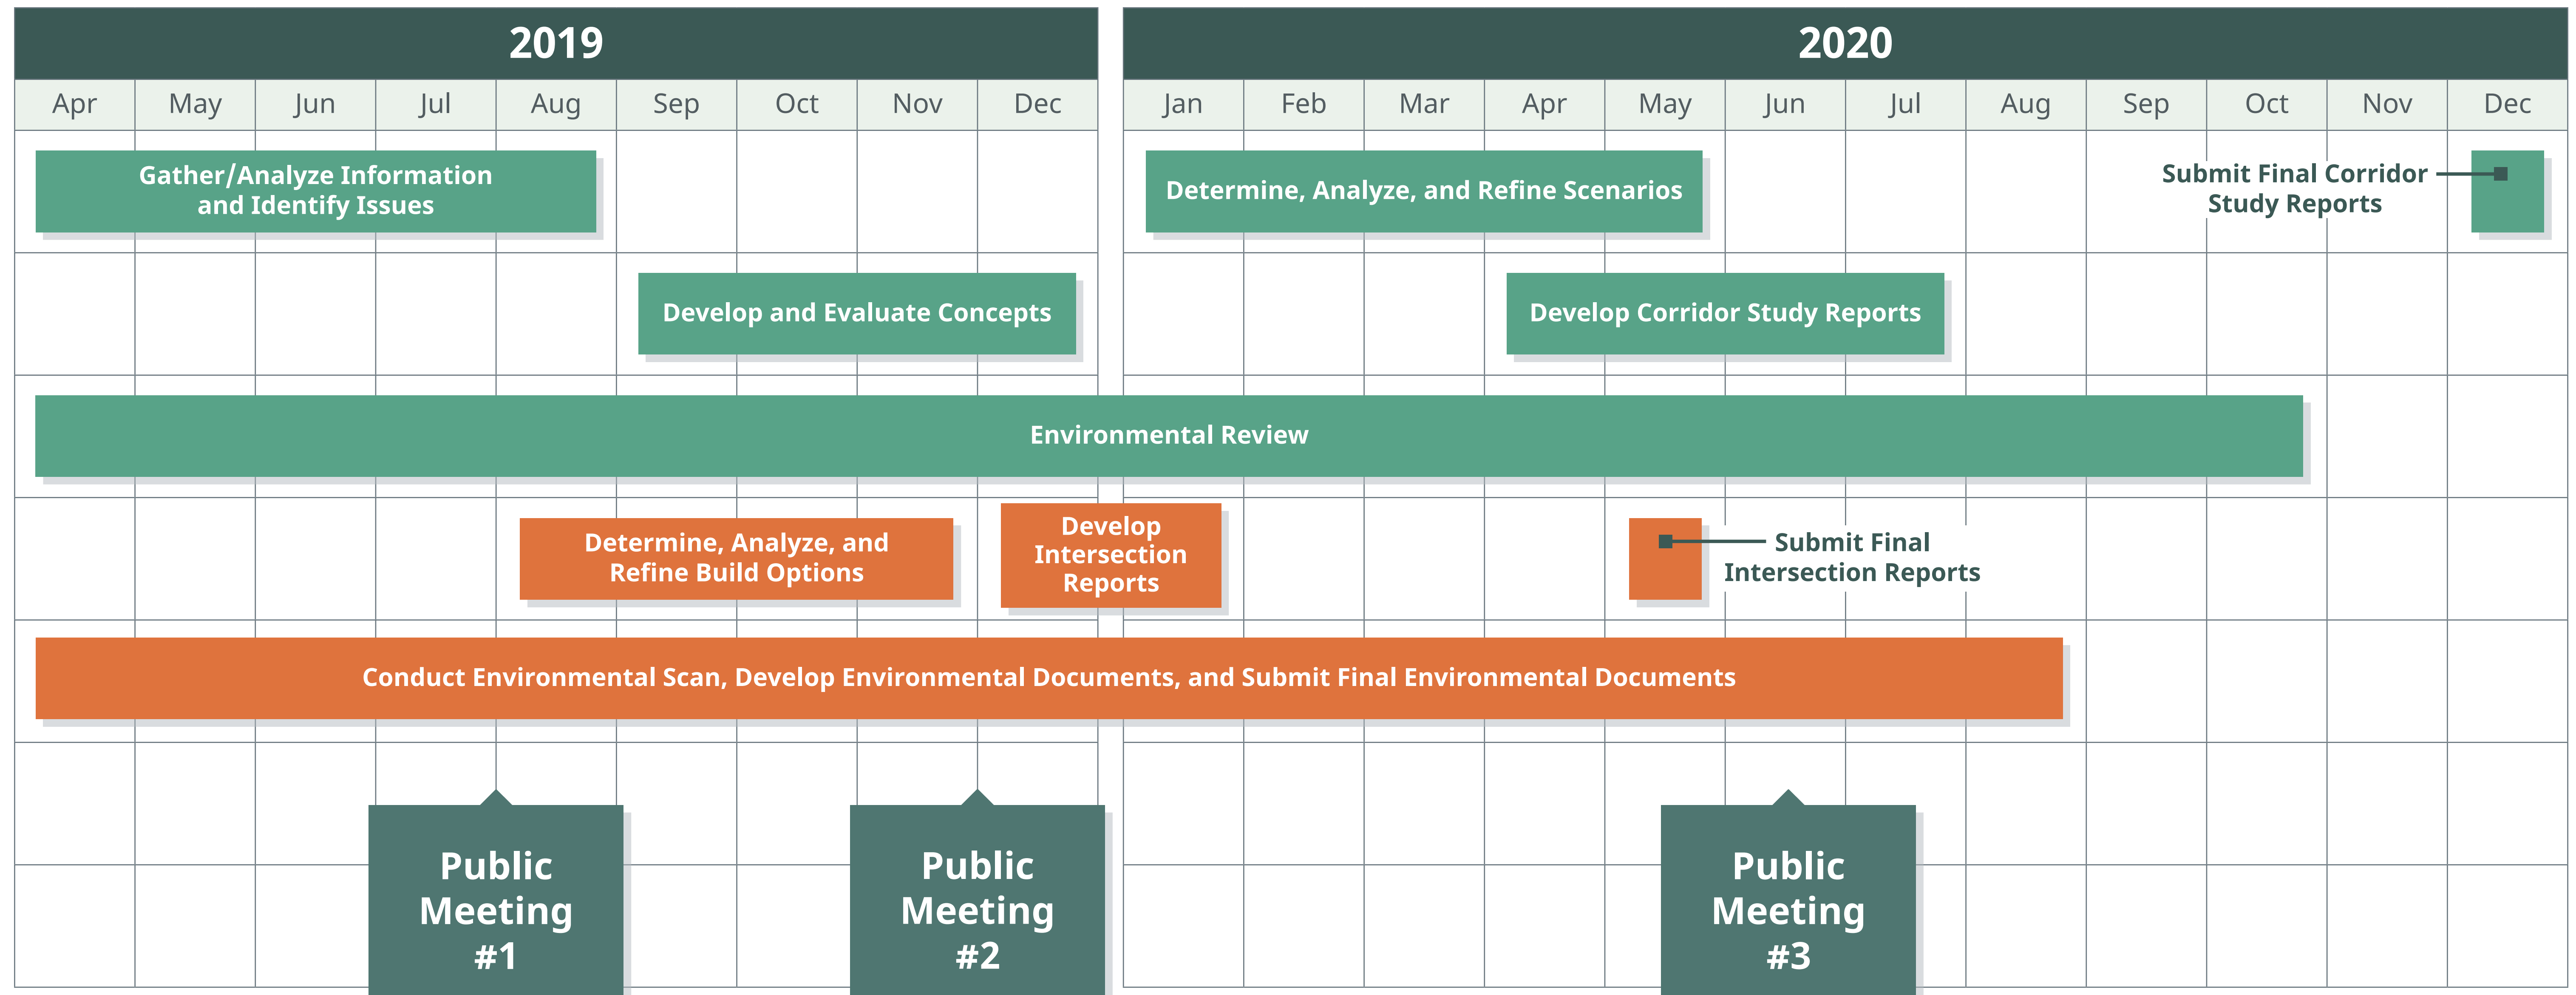 2019
2020
Apr
May
Jun
Jul
Aug
Sep
Oct
Nov
Dec
Jan
Feb
Mar
Apr
May
Jun
Jul
Aug
Sep
Oct
Nov
Dec
Gather/Analyze Information
and Identify Issues
Determine, Analyze, and Refine Scenarios
Submit Final Corridor
Study Reports
Develop and Evaluate Concepts
Develop Corridor Study Reports
Environmental Review
Determine, Analyze, and
Refine Build Options
Develop
Intersection
Reports
Submit Final
Intersection Reports
Conduct Environmental Scan, Develop Environmental Documents, and Submit Final Environmental Documents
Public
Meeting
#1
Public
Meeting
#2
Public
Meeting
#3